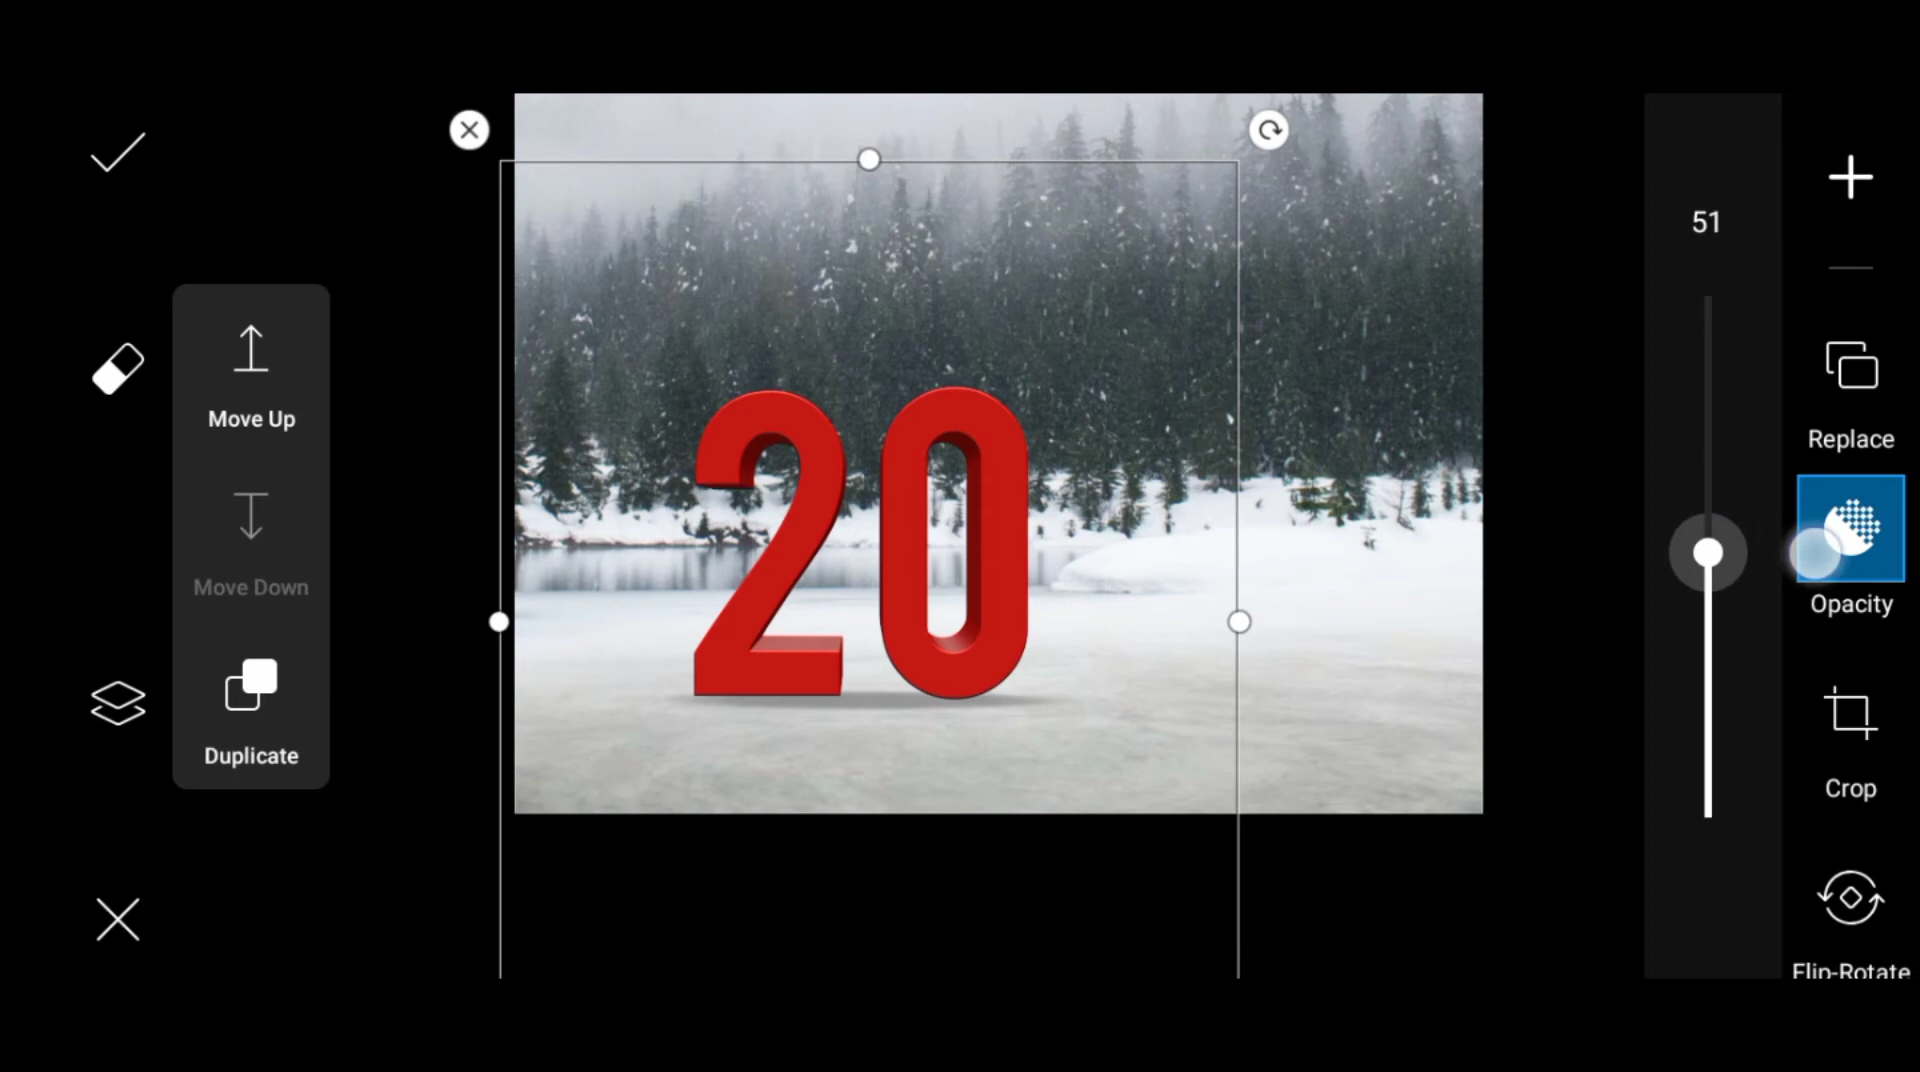 51
Move Up
Replace
20
Move Down
Opacity
Duplicate
Crop
Flip-Rotate